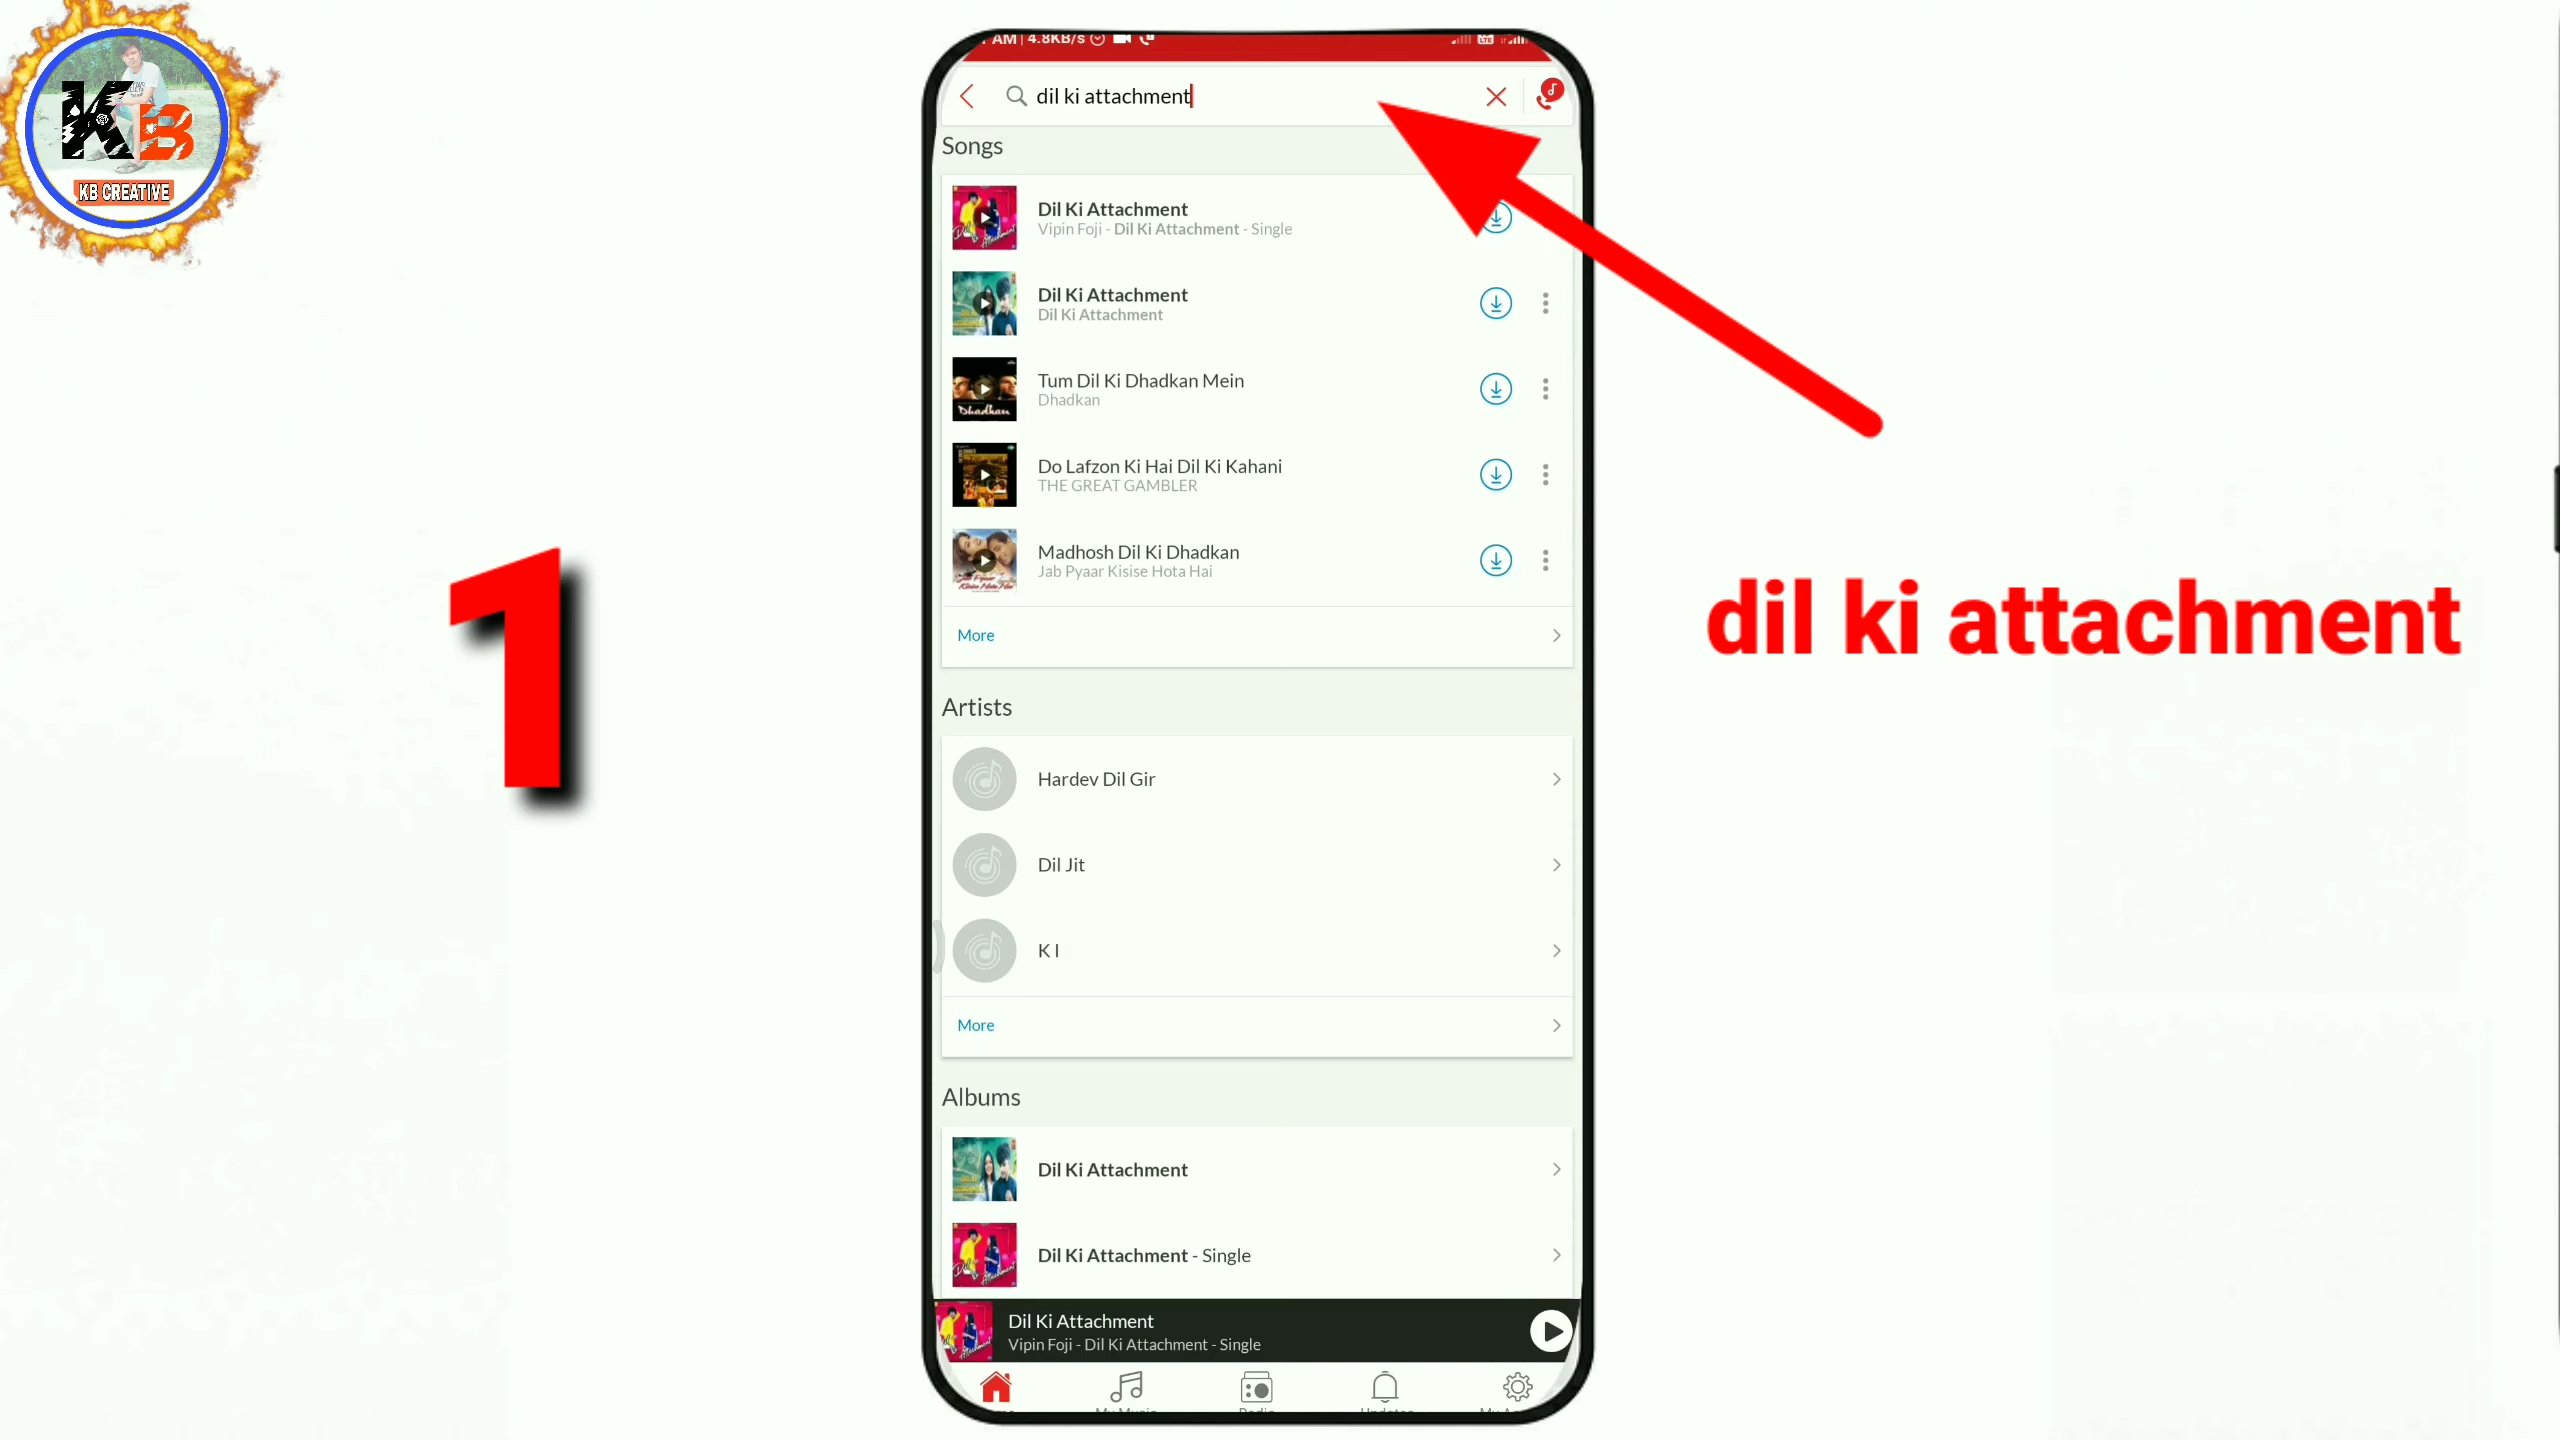 KB
KB CREATIVE
AM | 4.8KB/s
dil ki attachment
Songs
Dil Ki Attachment
Vipin Foji - Dil Ki Attachment - Single
Dil Ki Attachment
Dil Ki Attachment
Tum Dil Ki Dhadkan Mein
Dhadkan
Dhadkan
Do Lafzon Ki Hai Dil Ki Kahani
THE GREAT GAMBLER
Madhosh Dil Ki Dhadkan
Jab Pyaar Kisise Hota Hai
More
1
dil ki attachment
Artists
Hardev Dil Gir
Dil Jit
K I
More
Albums
Dil Ki Attachment
Dil Ki Attachment - Single
Dil Ki Attachment
Vipin Foji - Dil Ki Attachment - Single